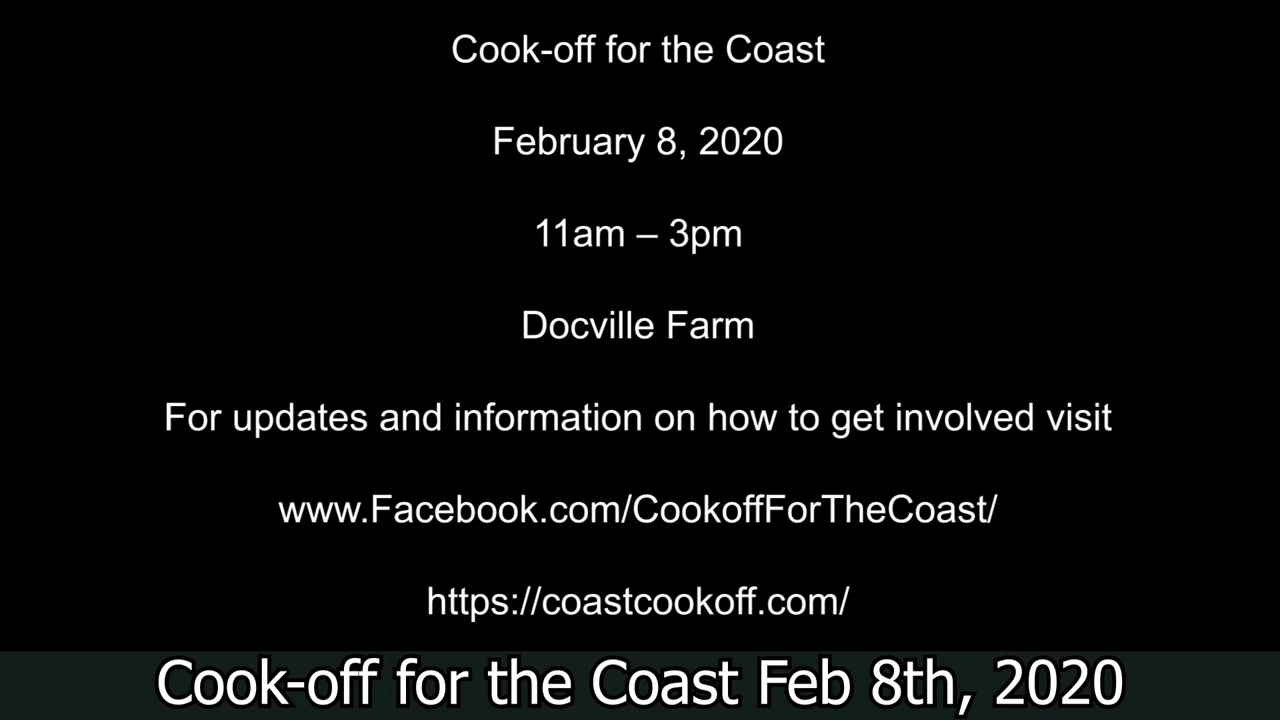 Cook-off for the Coast
February 8, 2020
11am – 3pm
Docville Farm
For updates and information on how to get involved visit
www.Facebook.com/CookoffForTheCoast/
https://coastcookoff.com/
Cook-off for the Coast Feb 8th, 2020